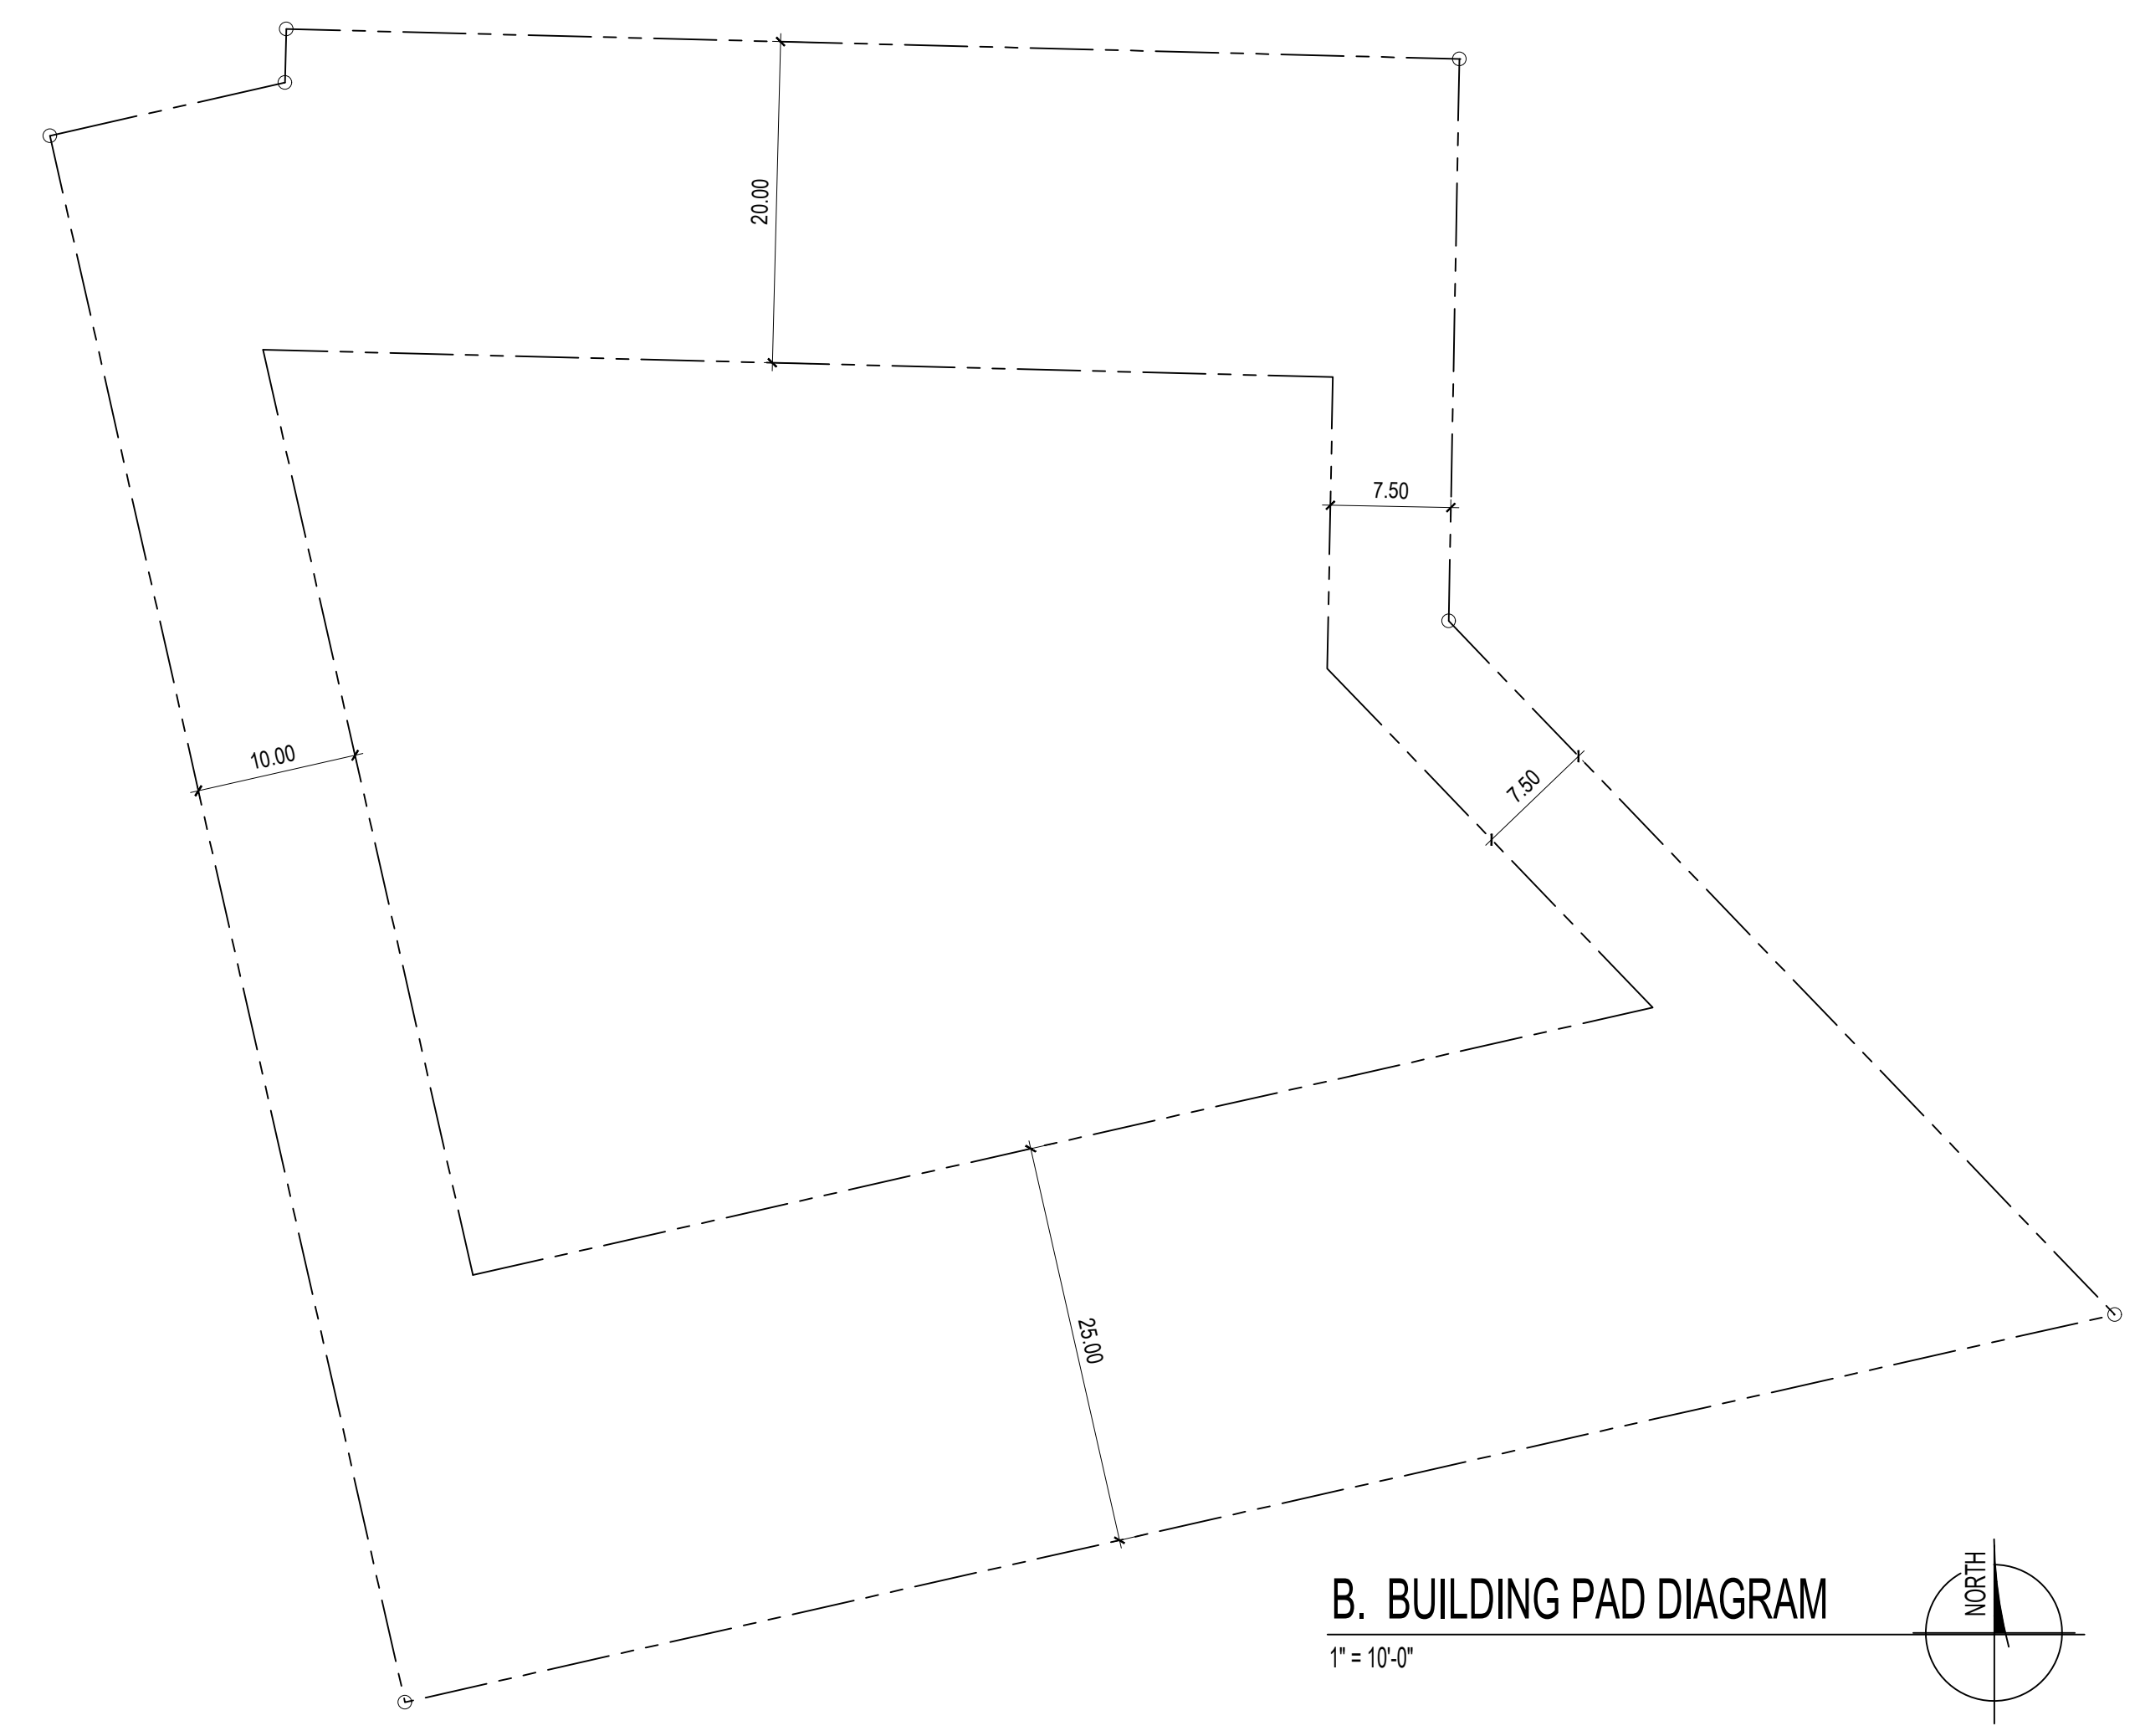 20.00
7.50
10.00
7.50
25.00
B. BUILDING PAD DIAGRAM
1" = 10'-0"
NORTH